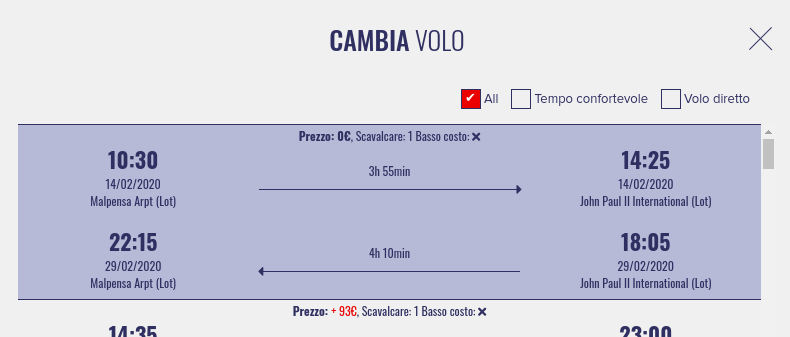 CAMBIA VOLO
All Tempo confortevole Volo diretto
Prezzo: 0€, Scavalcare: 1 Basso costo:
10:30 14:25
3h 55min
14/02/2020 14/02/2020
Malpensa Arpt (Lot) John Paul II International (Lot)
22:15 18:05
4h 10min
29/02/2020 29/02/2020
Malpensa Arpt (Lot) John Paul II International (Lot)
Prezzo: + 93€, Scavalcare: 1 Basso costo:
14:35 23:00